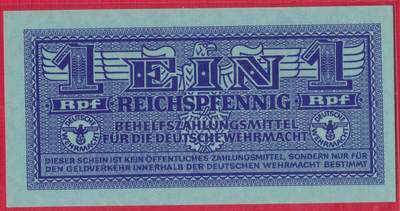 1 EIN 1
Rpf REICHSPFENNIG Rpf
BEHELFSZAHLUNGSMITTEL
FÜR DIE DEUTSCHE WEHRMACHT
DEUTSCHE WEHRMACHT
DEUTSCHE WEHRMACHT
DIESER SCHEIN IST KEIN ÖFFENTLICHES ZAHLUNGSMITTEL, SONDERN NUR FÜR
DEN GELDVERKEHR INNERHALB DER DEUTSCHEN WEHRMACHT BESTIMMT